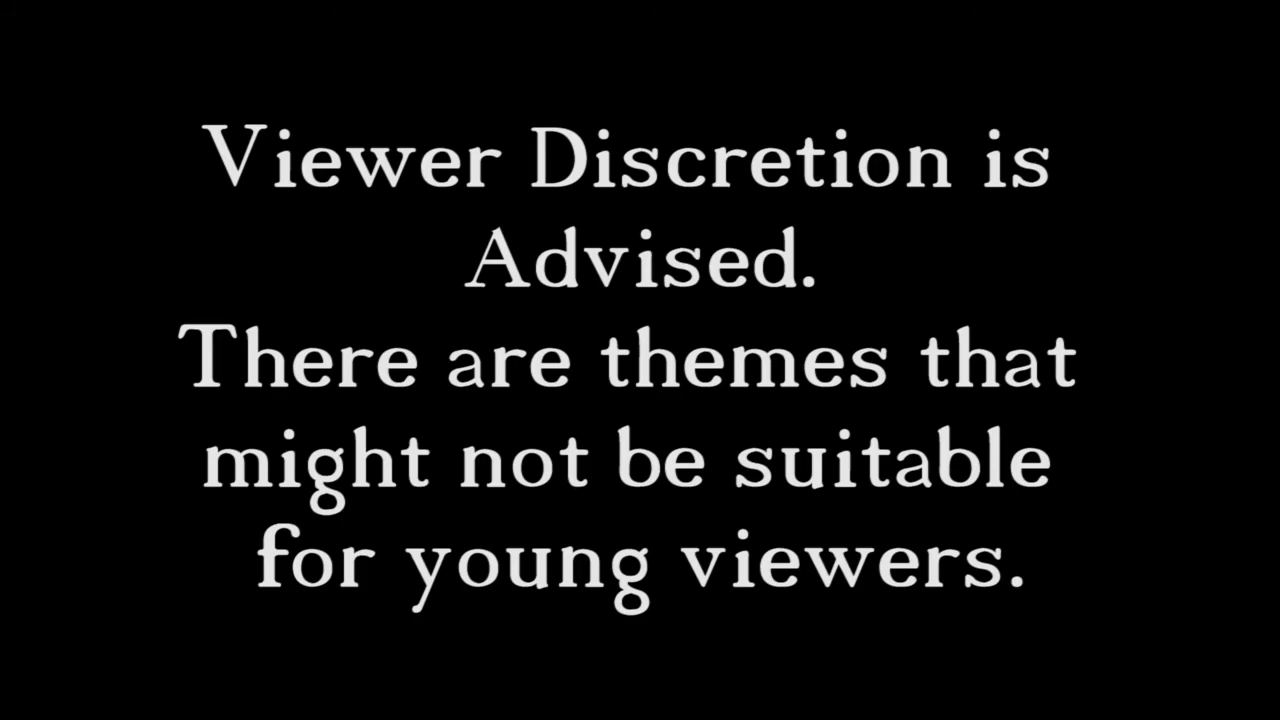 Viewer Discretion is
Advised.
There are themes that
might not be suitable
for young viewers.